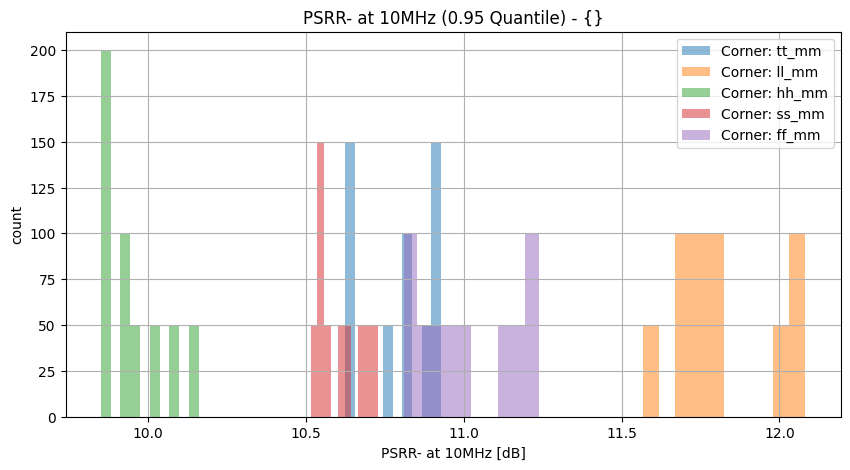 PSRR- at 10MHz (0.95 Quantile) - {}
Corner: tt_mm
Corner: ll_mm
Corner: hh_mm
Corner: ss_mm
Corner: ff_mm
count
200
175
150
125
100
75
50
25
0
10.0 10.5 11.0 11.5 12.0
PSRR- at 10MHz [dB]